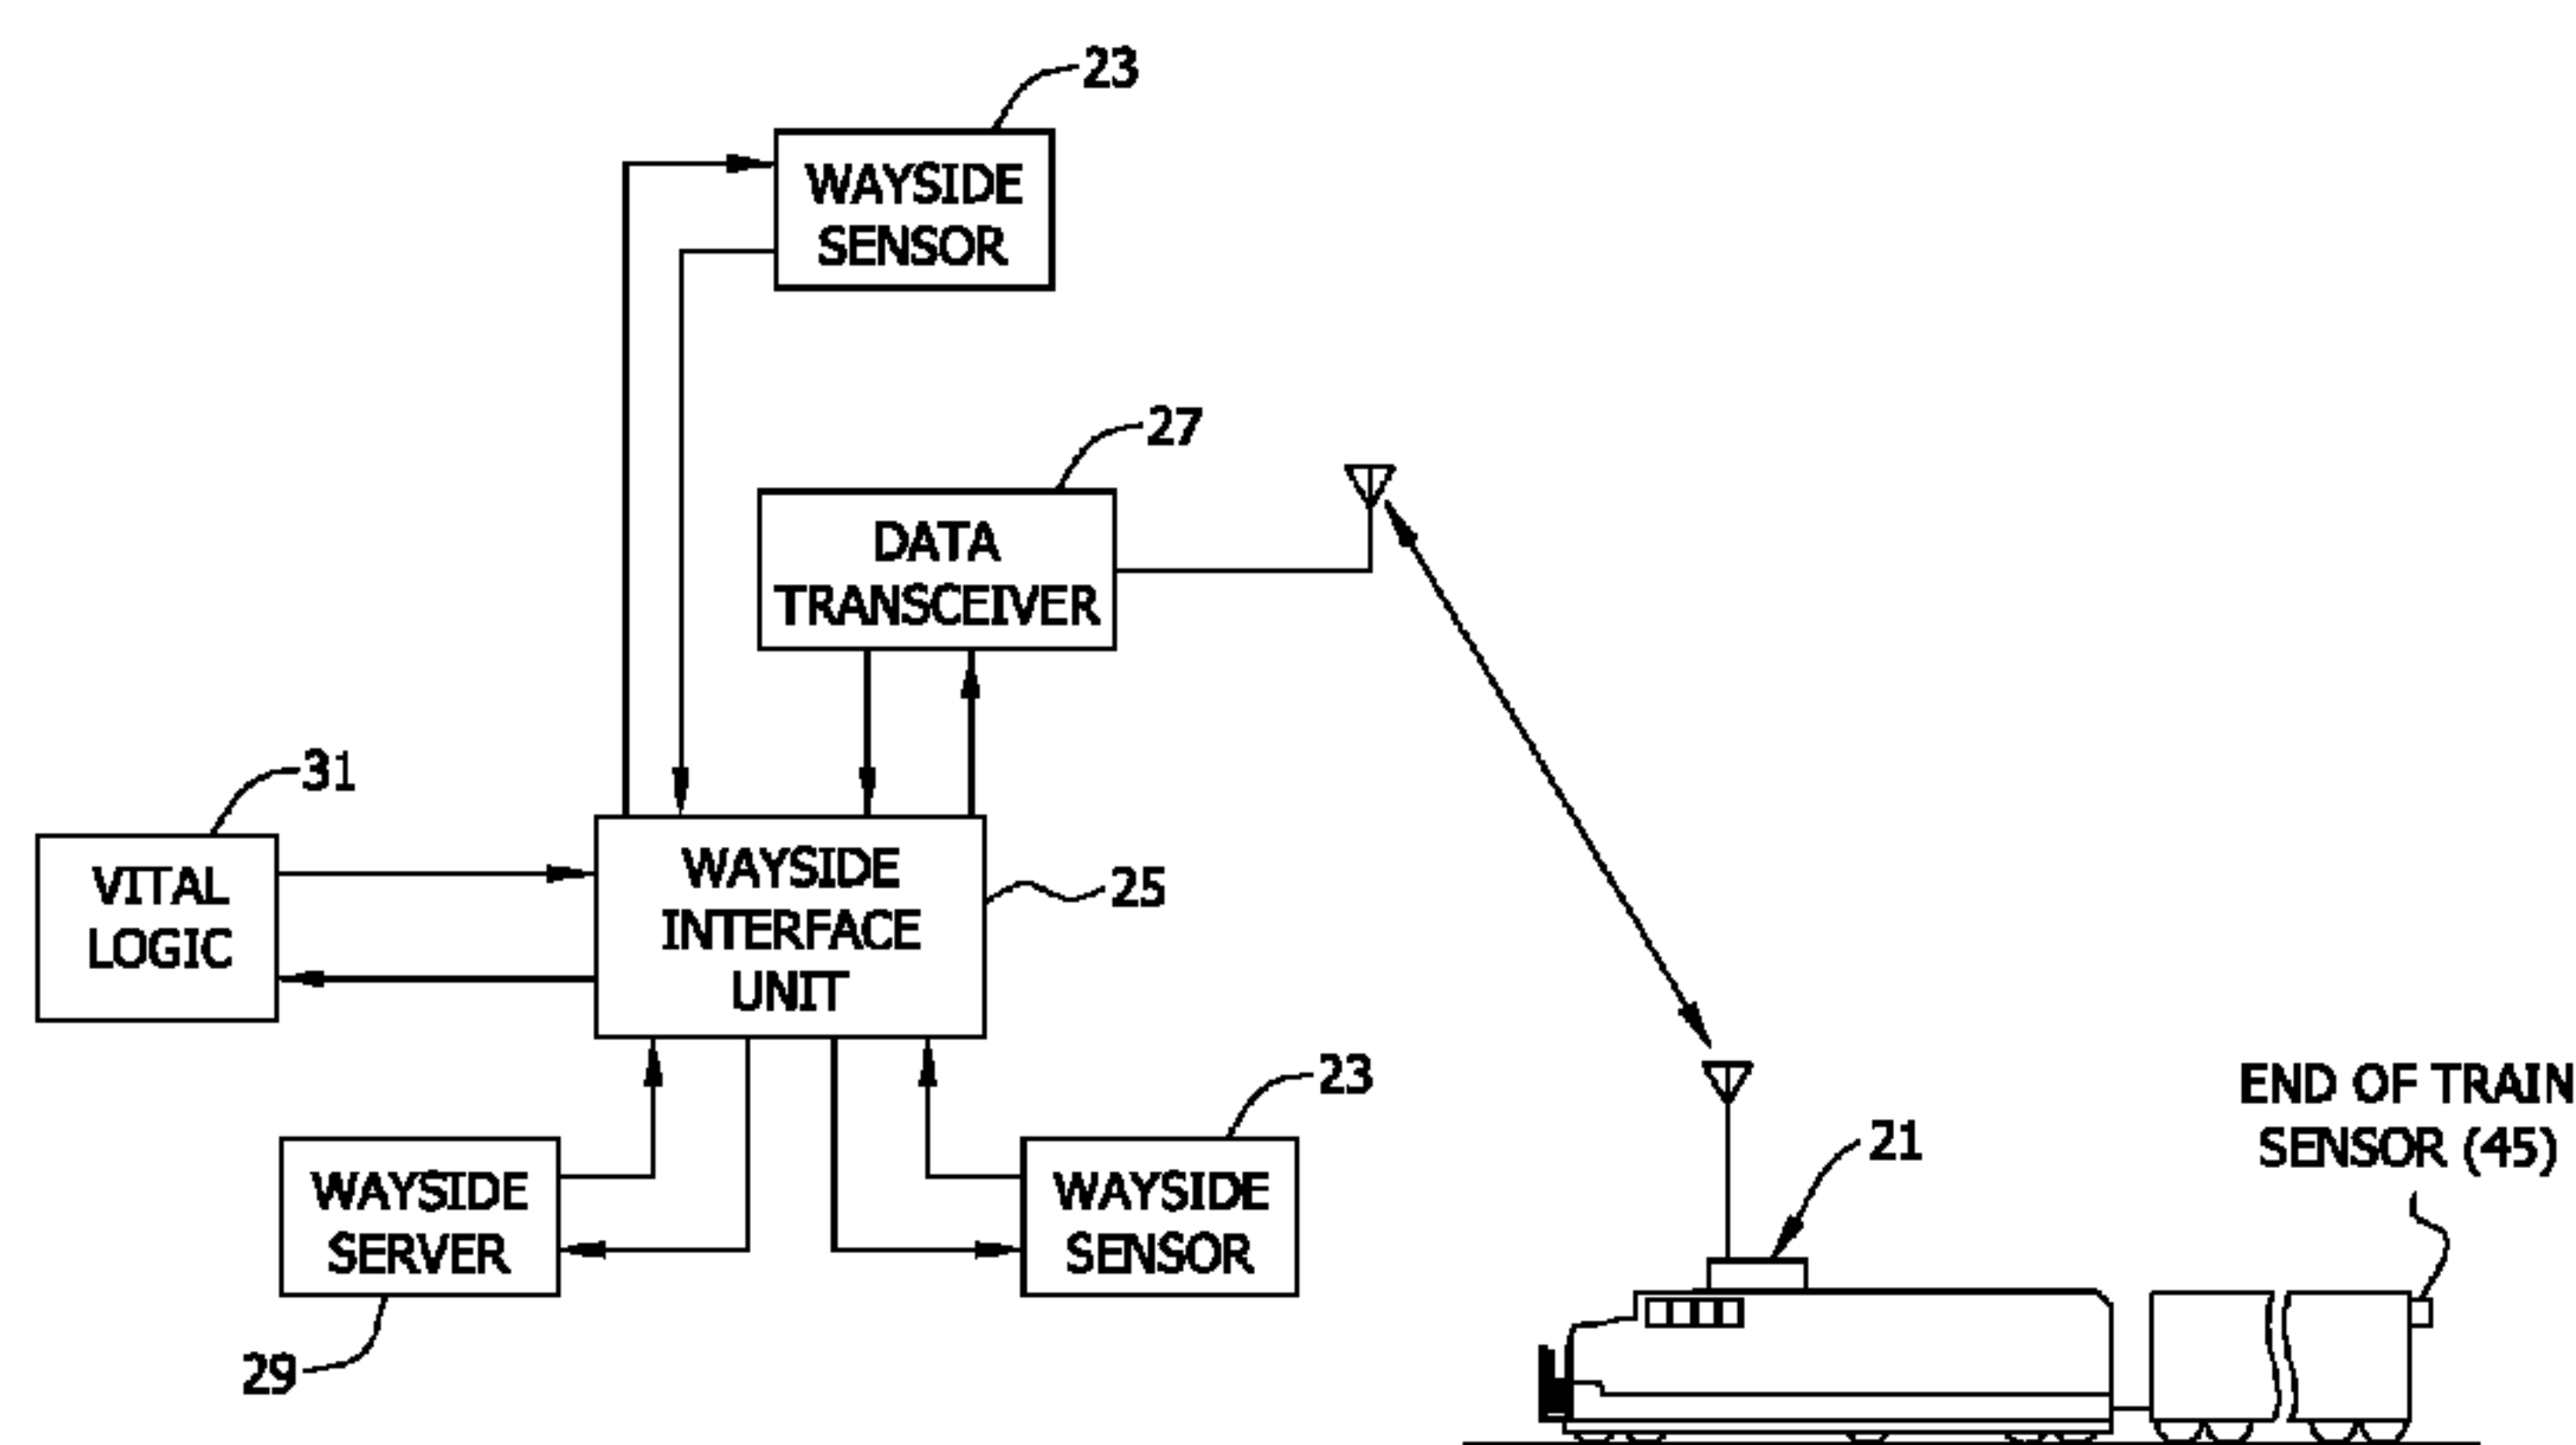 23
WAYSIDE
SENSOR
27
DATA
TRANSCEIVER
31
VITAL
LOGIC
WAYSIDE
INTERFACE
UNIT
25
23
WAYSIDE
SERVER
29
WAYSIDE
SENSOR
21
END OF TRAIN
SENSOR (45)